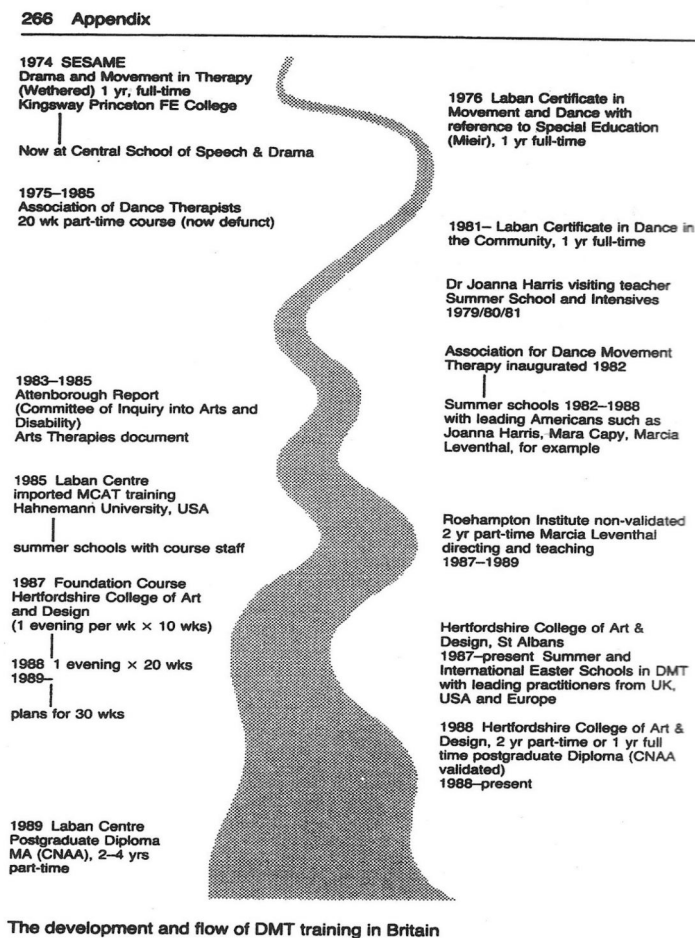 266 Appendix
1974 SESAME
Drama and Movement in Therapy
(Wethered) 1 yr, full-time
Kingsway Princeton FE College
Now at Central School of Speech & Drama
1975–1985
Association of Dance Therapists
20 wk part-time course (now defunct)
1983–1985
Attenborough Report
(Committee of Inquiry into Arts and
Disability)
Arts Therapies document
1985 Laban Centre
imported MCAT training
Hahnemann University, USA
summer schools with course staff
1987 Foundation Course
Hertfordshire College of Art
and Design
(1 evening per wk × 10 wks)
1988 1 evening × 20 wks
1989–
plans for 30 wks
1989 Laban Centre
Postgraduate Diploma
MA (CNAA), 2–4 yrs
part-time
1976 Laban Certificate in
Movement and Dance with
reference to Special Education
(Mieir), 1 yr full-time
1981– Laban Certificate in Dance in
the Community, 1 yr full-time
Dr Joanna Harris visiting teacher
Summer School and Intensives
1979/80/81
Association for Dance Movement
Therapy inaugurated 1982
Summer schools 1982–1988
with leading Americans such as
Joanna Harris, Mara Capy, Marcia
Leventhal, for example
Roehampton Institute non-validated
2 yr part-time Marcia Leventhal
directing and teaching
1987–1989
Hertfordshire College of Art &
Design, St Albans
1987–present Summer and
International Easter Schools in DMT
with leading practitioners from UK,
USA and Europe
1988 Hertfordshire College of Art &
Design, 2 yr part-time or 1 yr full
time postgraduate Diploma (CNAA
validated)
1988–present
The development and flow of DMT training in Britain